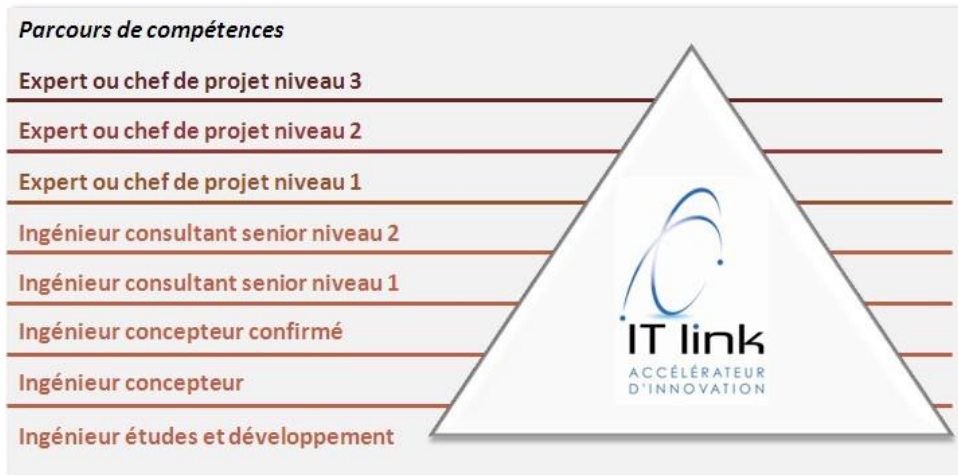 Parcours de compétences
Expert ou chef de projet niveau 3
Expert ou chef de projet niveau 2
Expert ou chef de projet niveau 1
Ingénieur consultant senior niveau 2
Ingénieur consultant senior niveau 1
Ingénieur concepteur confirmé
Ingénieur concepteur
Ingénieur études et développement
IT link
ACCÉLÉRATEUR
D'INNOVATION